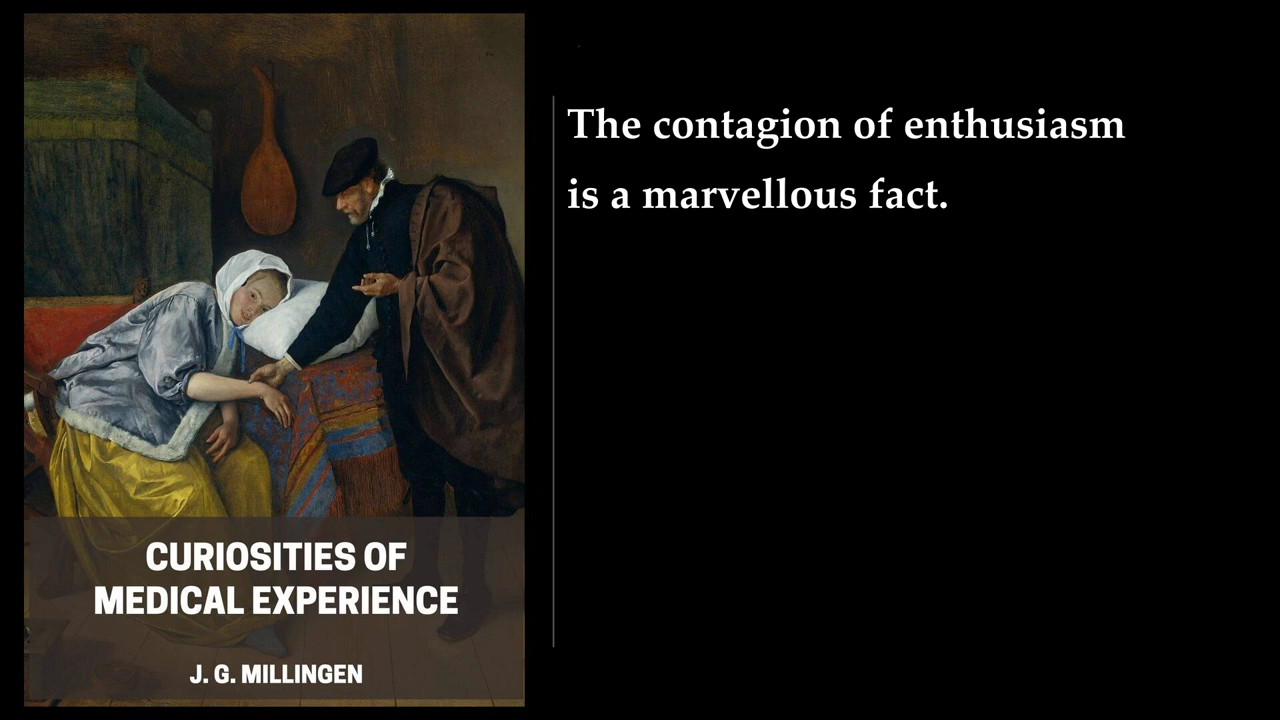 The contagion of enthusiasm
is a marvellous fact.
CURIOSITIES OF
MEDICAL EXPERIENCE
J. G. MILLINGEN